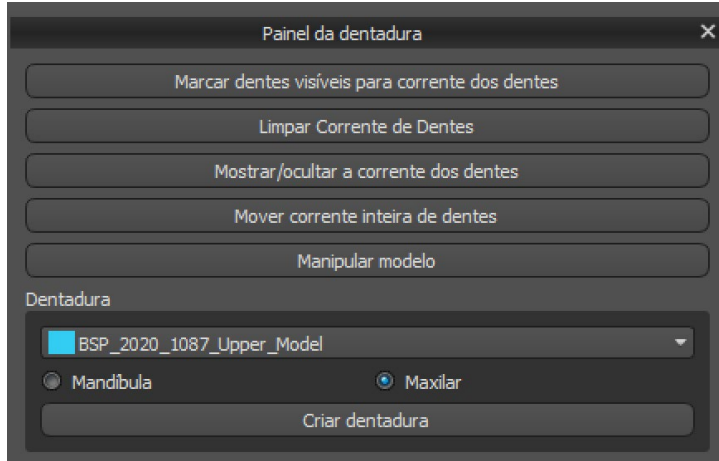 Painel da dentadura
Marcar dentes visíveis para corrente dos dentes
Limpar Corrente de Dentes
Mostrar/ocultar a corrente dos dentes
Mover corrente inteira de dentes
Manipular modelo
Dentadura
BSP_2020_1087_Upper_Model
Mandíbula Maxilar
Criar dentadura